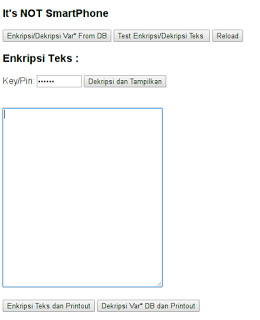 It's NOT SmartPhone
Enkripsi/Dekripsi Var* From DB Test Enkripsi/Dekripsi Teks Reload
Enkripsi Teks :
Key/Pin: •••••• Dekripsi dan Tampilkan
Enkripsi Teks dan Printout Dekripsi Var* DB dan Printout